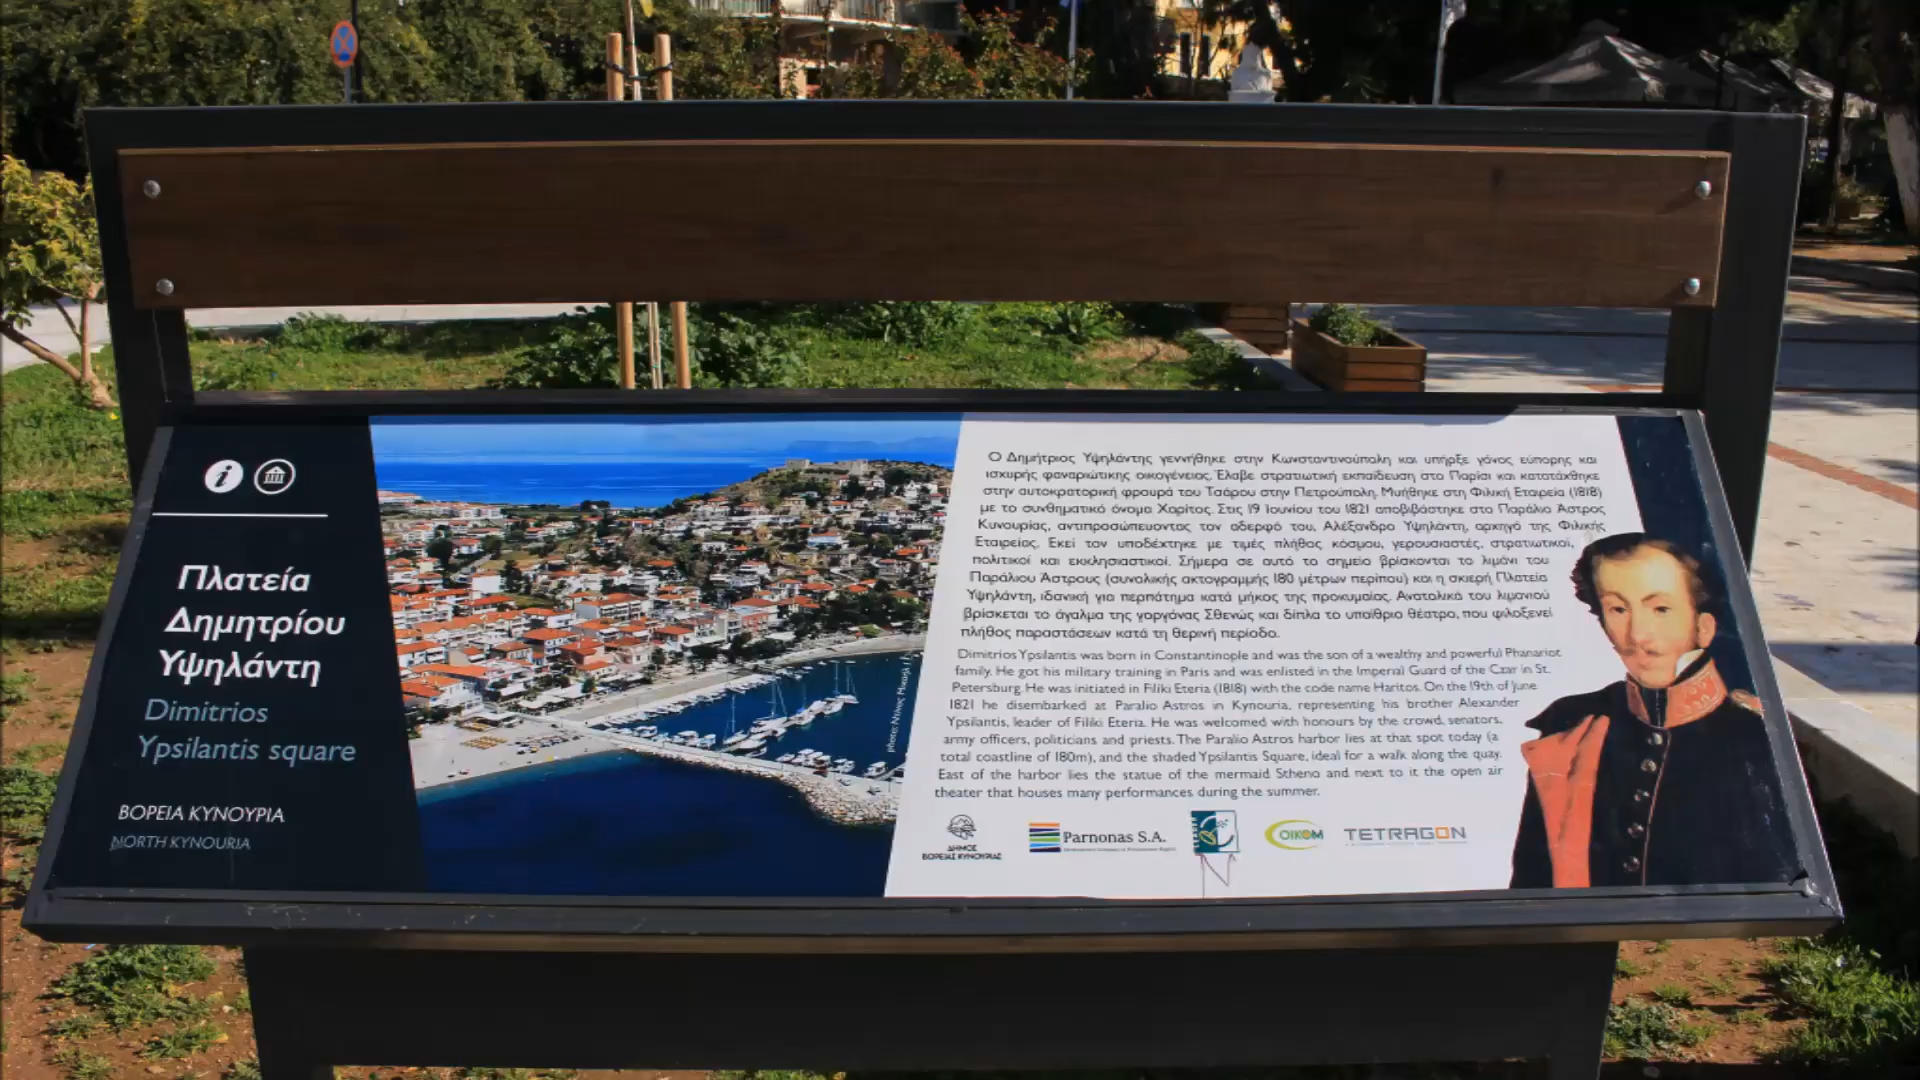 Πλατεία
Δημητρίου
Υψηλάντη
Dimitrios
Ypsilantis square
ΒΟΡΕΙΑ ΚΥΝΟΥΡΙΑ
NORTH KYNOURIA
photo: Ντίνος Μιχαήλ
Ο Δημήτριος Υψηλάντης γεννήθηκε στην Κωνσταντινούπολη και υπήρξε γόνος εύπορης και
ισχυρής φαναριώτικης οικογένειας. Έλαβε στρατιωτική εκπαίδευση στο Παρίσι και κατατάχθηκε
στην αυτοκρατορική φρουρά του Τσάρου στην Πετρούπολη. Μυήθηκε στη Φιλική Εταιρεία (1818)
με το συνθηματικό όνομα Χαρίτος. Στις 19 Ιουνίου του 1821 αποβιβάστηκε στο Παράλιο Άστρος
Κυνουρίας, αντιπροσώπευοντας τον αδερφό του, Αλέξανδρο Υψηλάντη, αρχηγό της Φιλικής
Εταιρείας. Εκεί τον υποδέχτηκε με τιμές πλήθος κόσμου, γερουσιαστές, στρατιωτικοί,
πολιτικοί και εκκλησιαστικοί. Σήμερα σε αυτό το σημείο βρίσκονται το λιμάνι του
Παράλιου Άστρους (συνολικής ακτογραμμής 180 μέτρων περίπου) και η σκιερή Πλατεία
Υψηλάντη, ιδανική για περπάτημα κατά μήκος της προκυμαίας. Ανατολικά του λιμανιού
βρίσκεται το άγαλμα της γοργόνας Σθενώς και δίπλα το υπαίθριο θέατρο, που φιλοξενεί
πλήθος παραστάσεων κατά τη θερινή περίοδο.
Dimitrios Ypsilantis was born in Constantinople and was the son of a wealthy and powerful Phanariot
family. He got his military training in Paris and was enlisted in the Imperial Guard of the Czar in St.
Petersburg. He was initiated in Filiki Eteria (1818) with the code name Haritos. On the 19th of June
1821 he disembarked at Paralio Astros in Kynouria, representing his brother Alexander
Ypsilantis, leader of Filiki Eteria. He was welcomed with honours by the crowd, senators,
army officers, politicians and priests. The Paralio Astros harbor lies at that spot today (a
total coastline of 180m), and the shaded Ypsilantis Square, ideal for a walk along the quay.
East of the harbor lies the statue of the mermaid Stheno and next to it the open air
theater that houses many performances during the summer.
ΔΗΜΟΣ
ΒΟΡΕΙΑΣ ΚΥΝΟΥΡΙΑΣ
Parnonas S.A.
ΟΙΚΟΜ
TETRAGON